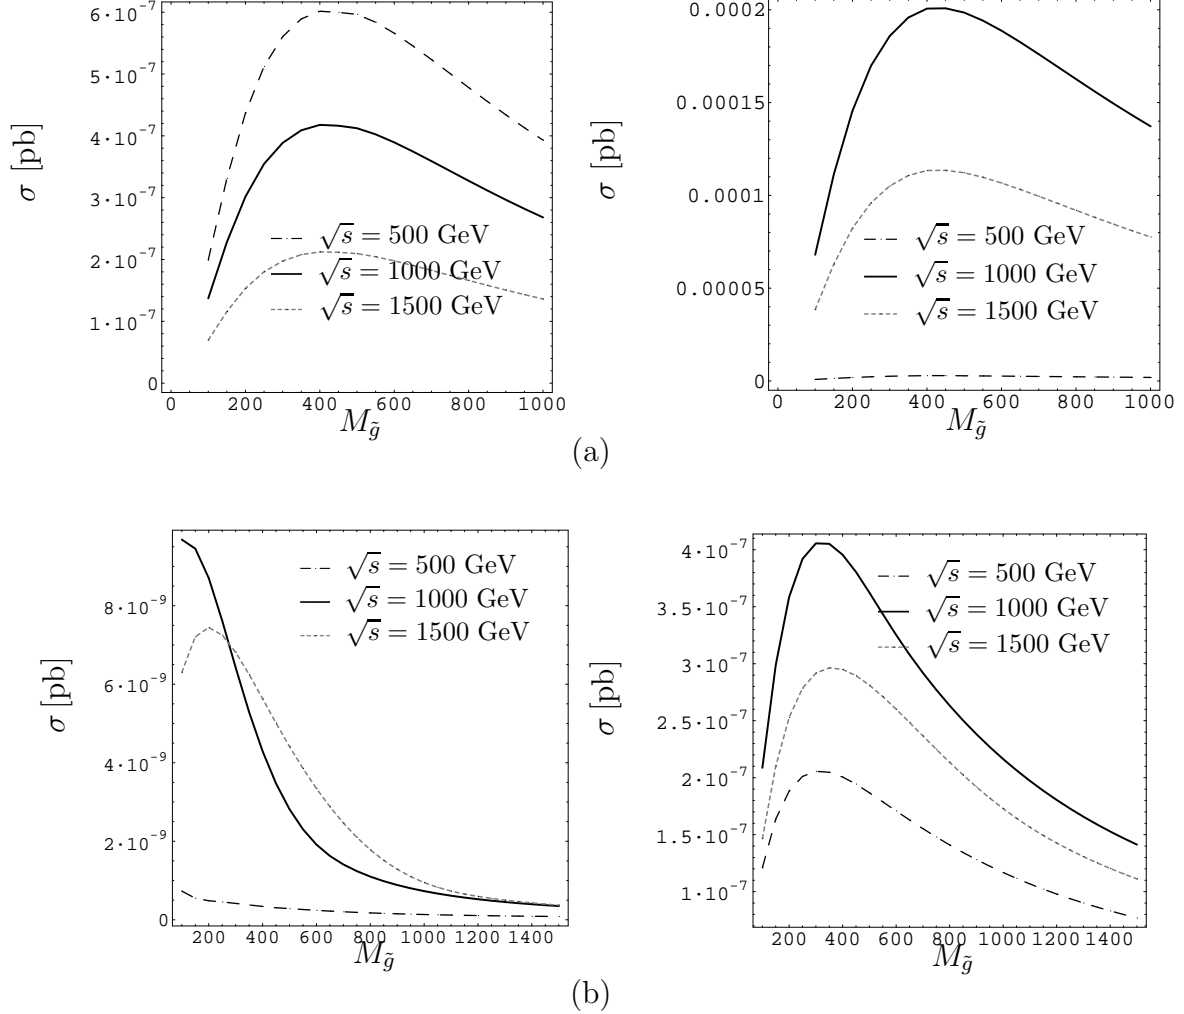 6·10⁻⁷
5·10⁻⁷
4·10⁻⁷
3·10⁻⁷
2·10⁻⁷
1·10⁻⁷
0
σ [pb]
√s = 500 GeV
√s = 1000 GeV
√s = 1500 GeV
0 200 400 600 800 1000
M_g̃
0.0002
0.00015
0.0001
0.00005
0
σ [pb]
√s = 500 GeV
√s = 1000 GeV
√s = 1500 GeV
0 200 400 600 800 1000
M_g̃
(a)
8·10⁻⁹
6·10⁻⁹
4·10⁻⁹
2·10⁻⁹
0
σ [pb]
√s = 500 GeV
√s = 1000 GeV
√s = 1500 GeV
200 400 600 800 1000 1200 1400
M_g̃
4·10⁻⁷
3.5·10⁻⁷
3·10⁻⁷
2.5·10⁻⁷
2·10⁻⁷
1.5·10⁻⁷
1·10⁻⁷
σ [pb]
√s = 500 GeV
√s = 1000 GeV
√s = 1500 GeV
200 400 600 800 1000 1200 1400
M_g̃
(b)